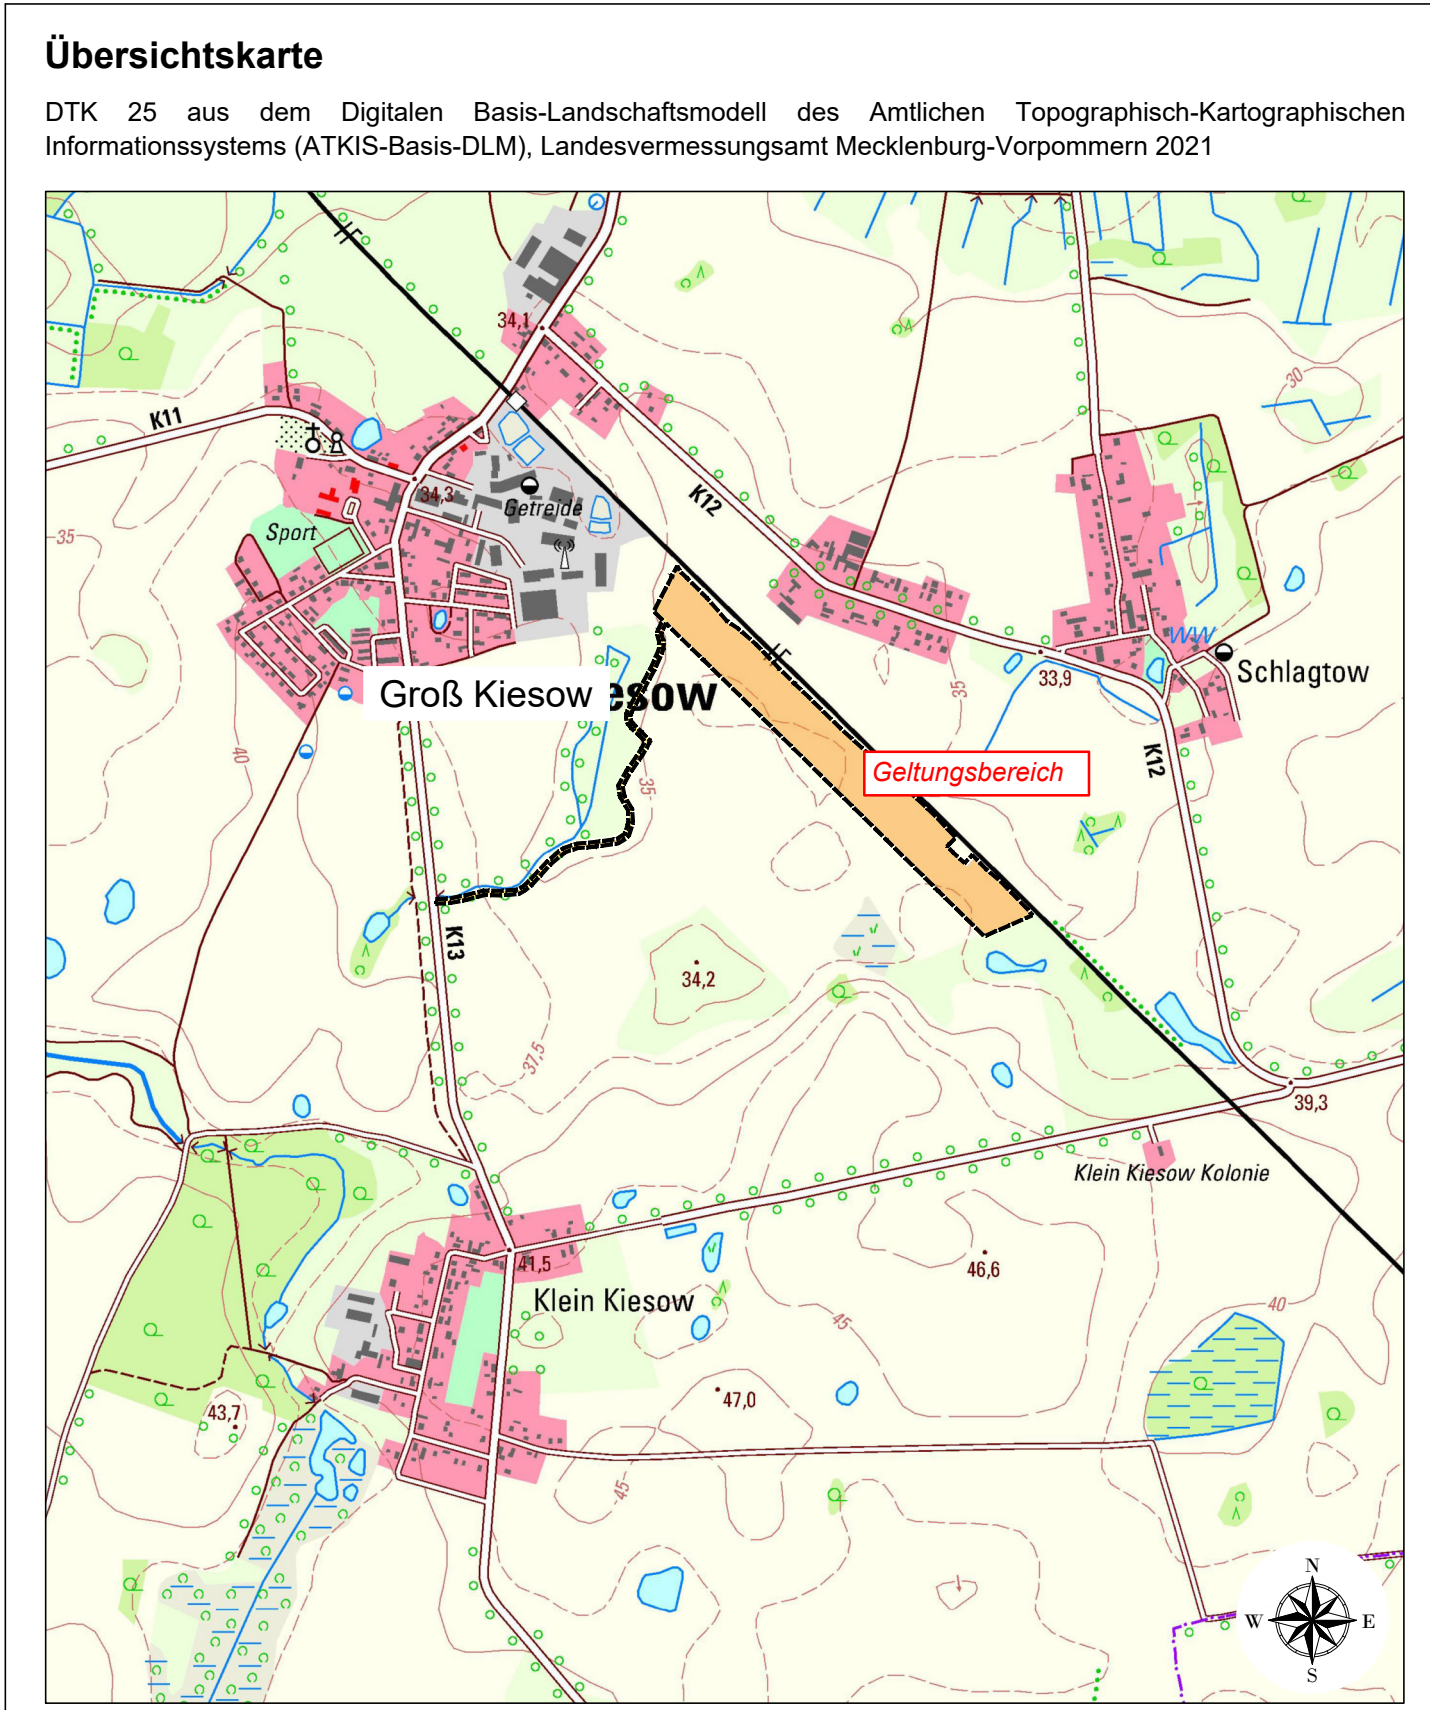 Übersichtskarte
DTK 25 aus dem Digitalen Basis-Landschaftsmodell des Amtlichen Topographisch-Kartographischen
Informationssystems (ATKIS-Basis-DLM), Landesvermessungsamt Mecklenburg-Vorpommern 2021
34,1
30
K11
34,3
Getreide
K12
Sport
35
WW
Schlagtow
33,9
35
Groß Kiesow
esow
40
K12
Geltungsbereich
35
K13
34,2
37,5
39,3
Klein Kiesow Kolonie
41,5
46,6
Klein Kiesow
40
45
47,0
43,7
45
N
W E
S